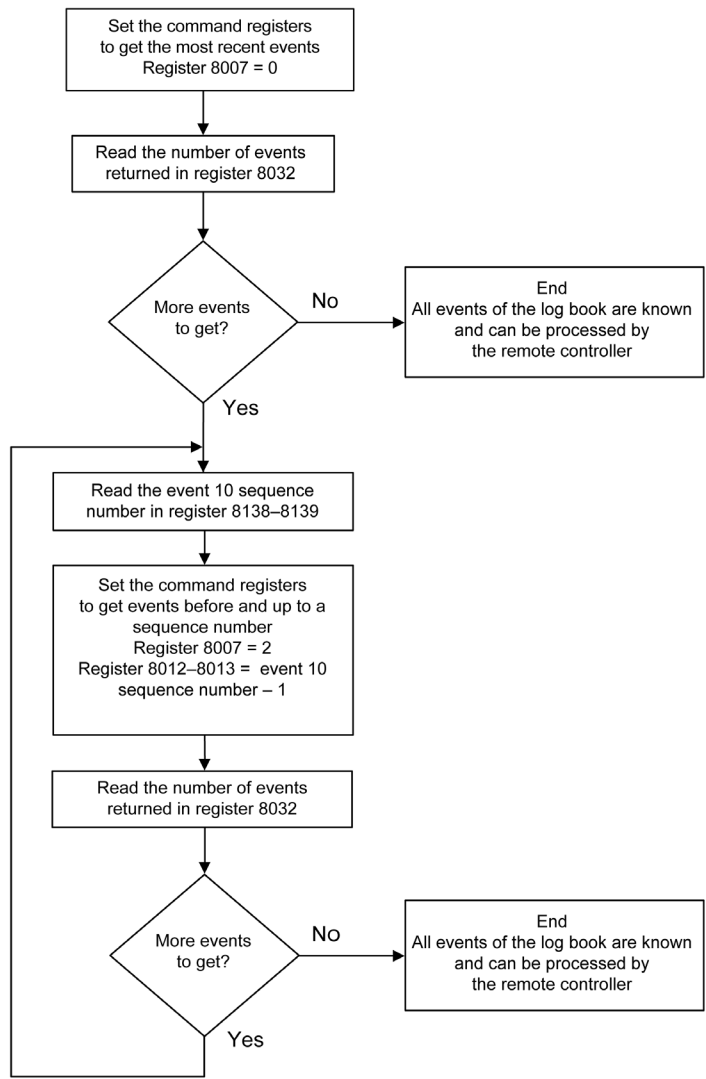 Set the command registers
to get the most recent events
Register 8007 = 0
Read the number of events
returned in register 8032
More events
to get?
No
End
All events of the log book are known
and can be processed by
the remote controller
Yes
Read the event 10 sequence
number in register 8138–8139
Set the command registers
to get events before and up to a
sequence number
Register 8007 = 2
Register 8012–8013 = event 10
sequence number – 1
Read the number of events
returned in register 8032
More events
to get?
No
End
All events of the log book are known
and can be processed by
the remote controller
Yes